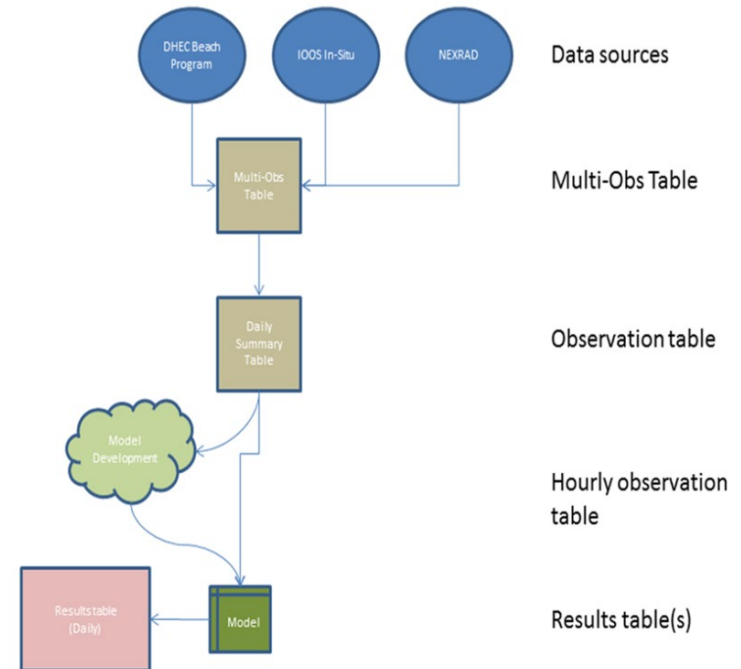 DHEC Beach
Program
IOOS In-Situ
NEXRAD
Data sources
Multi-Obs
Table
Multi-Obs Table
Daily
Summary
Table
Observation table
Model
Development
Hourly observation
table
Results table
(Daily)
Model
Results table(s)